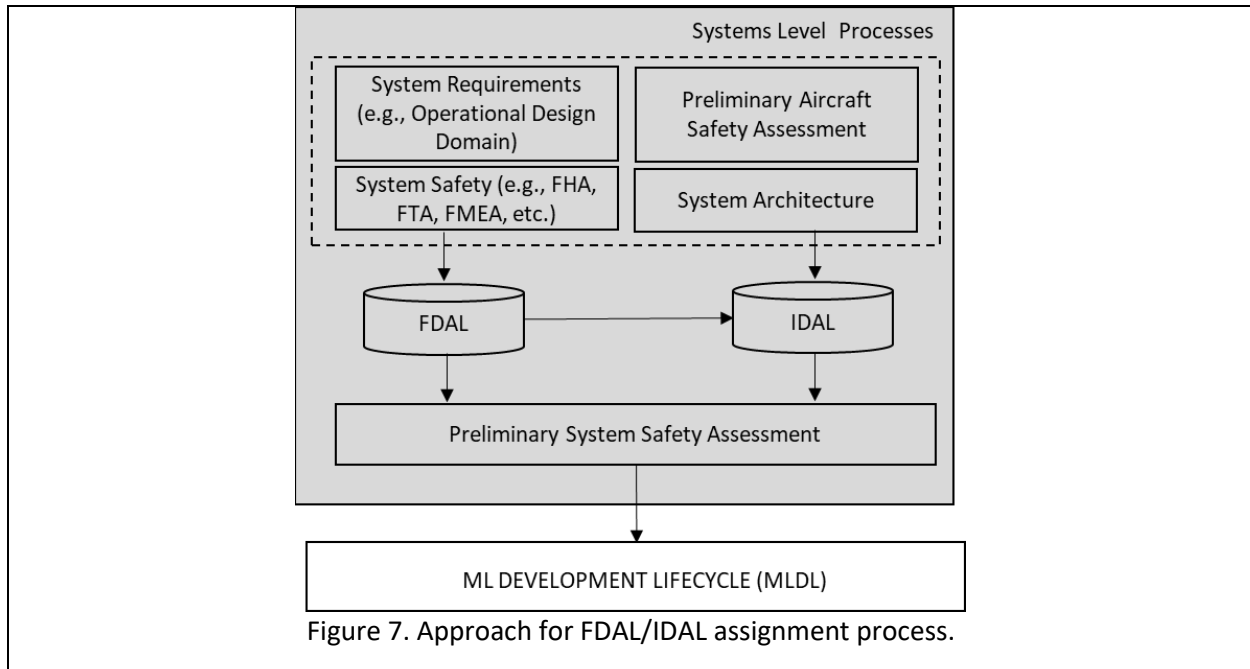 Systems Level Processes
System Requirements
(e.g., Operational Design
Domain)
Preliminary Aircraft
Safety Assessment
System Safety (e.g., FHA,
FTA, FMEA, etc.)
System Architecture
FDAL
IDAL
Preliminary System Safety Assessment
ML DEVELOPMENT LIFECYCLE (MLDL)
Figure 7. Approach for FDAL/IDAL assignment process.